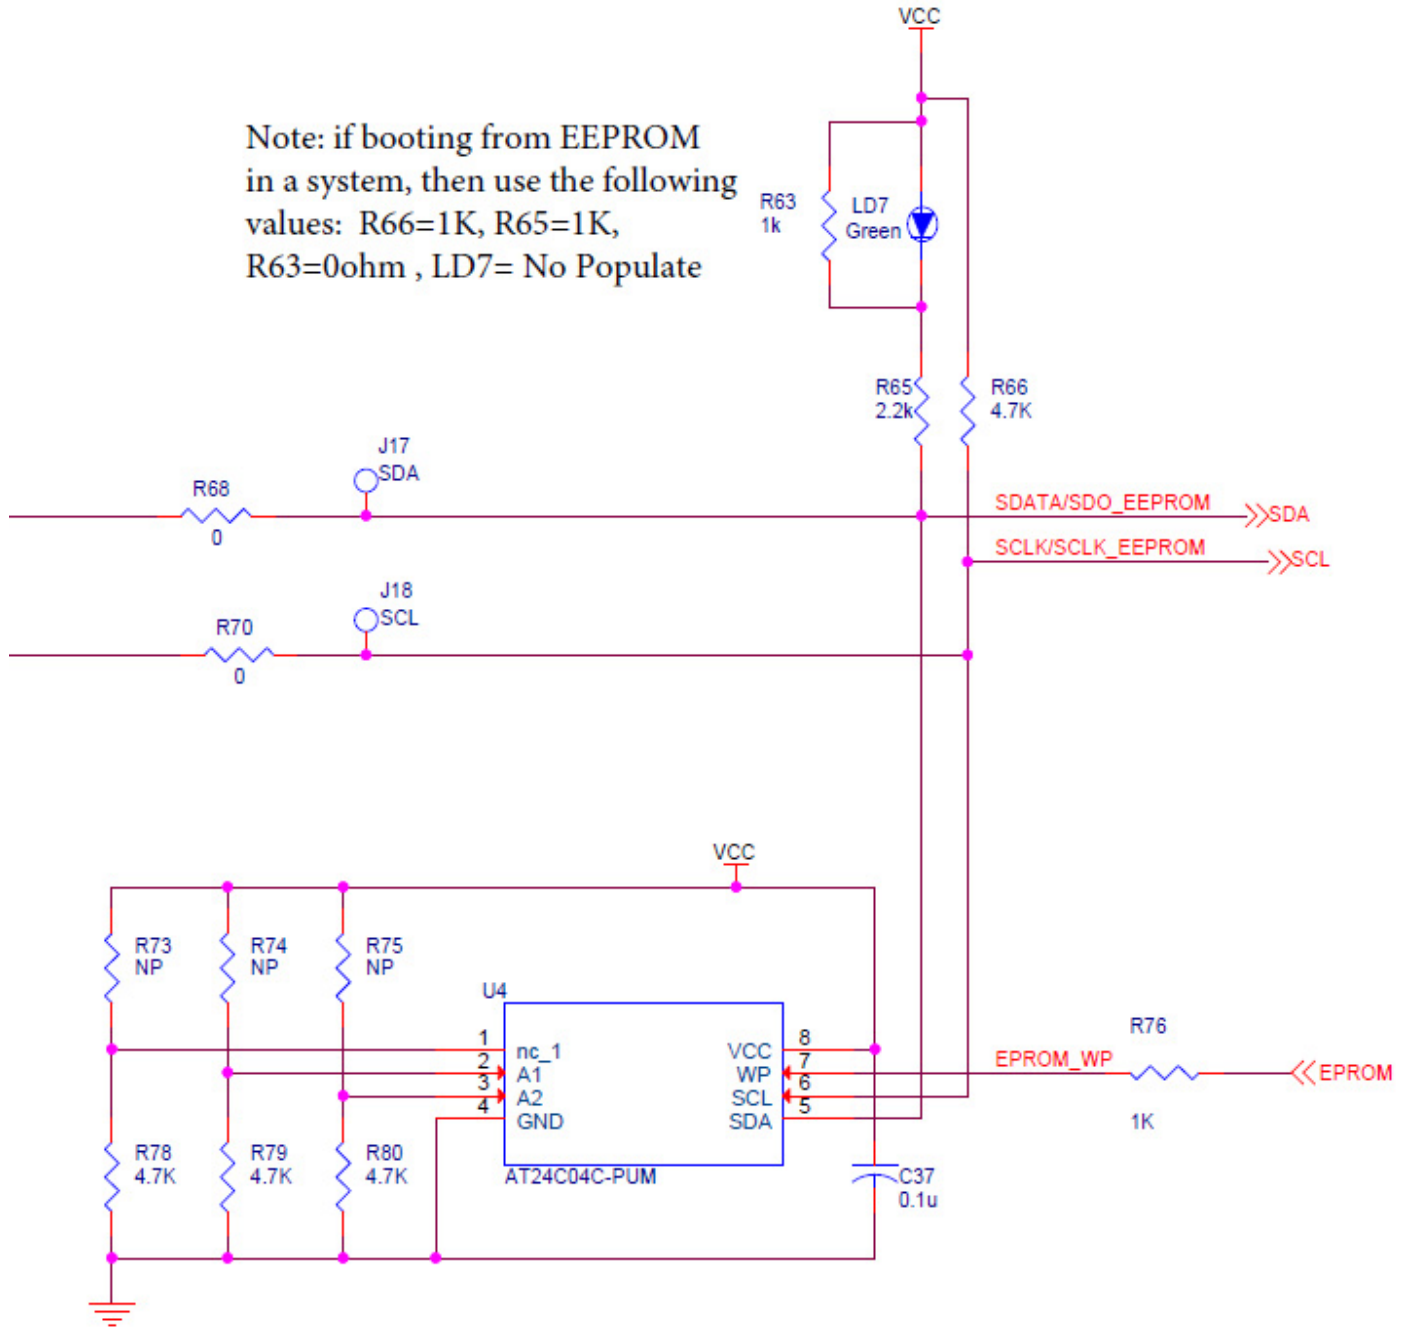 VCC
Note: if booting from EEPROM
in a system, then use the following
values:  R66=1K, R65=1K,
R63=0ohm , LD7= No Populate
R63
1k
LD7
Green
R65
2.2k
R66
4.7K
J17
SDA
R68
0
SDATA/SDO_EEPROM
SDA
SCLK/SCLK_EEPROM
SCL
J18
SCL
R70
0
VCC
R73
NP
R74
NP
R75
NP
U4
1
nc_1
2
A1
3
A2
4
GND
VCC
8
WP
7
SCL
6
SDA
5
AT24C04C-PUM
EPROM_WP
R76
1K
EPROM
R78
4.7K
R79
4.7K
R80
4.7K
C37
0.1u